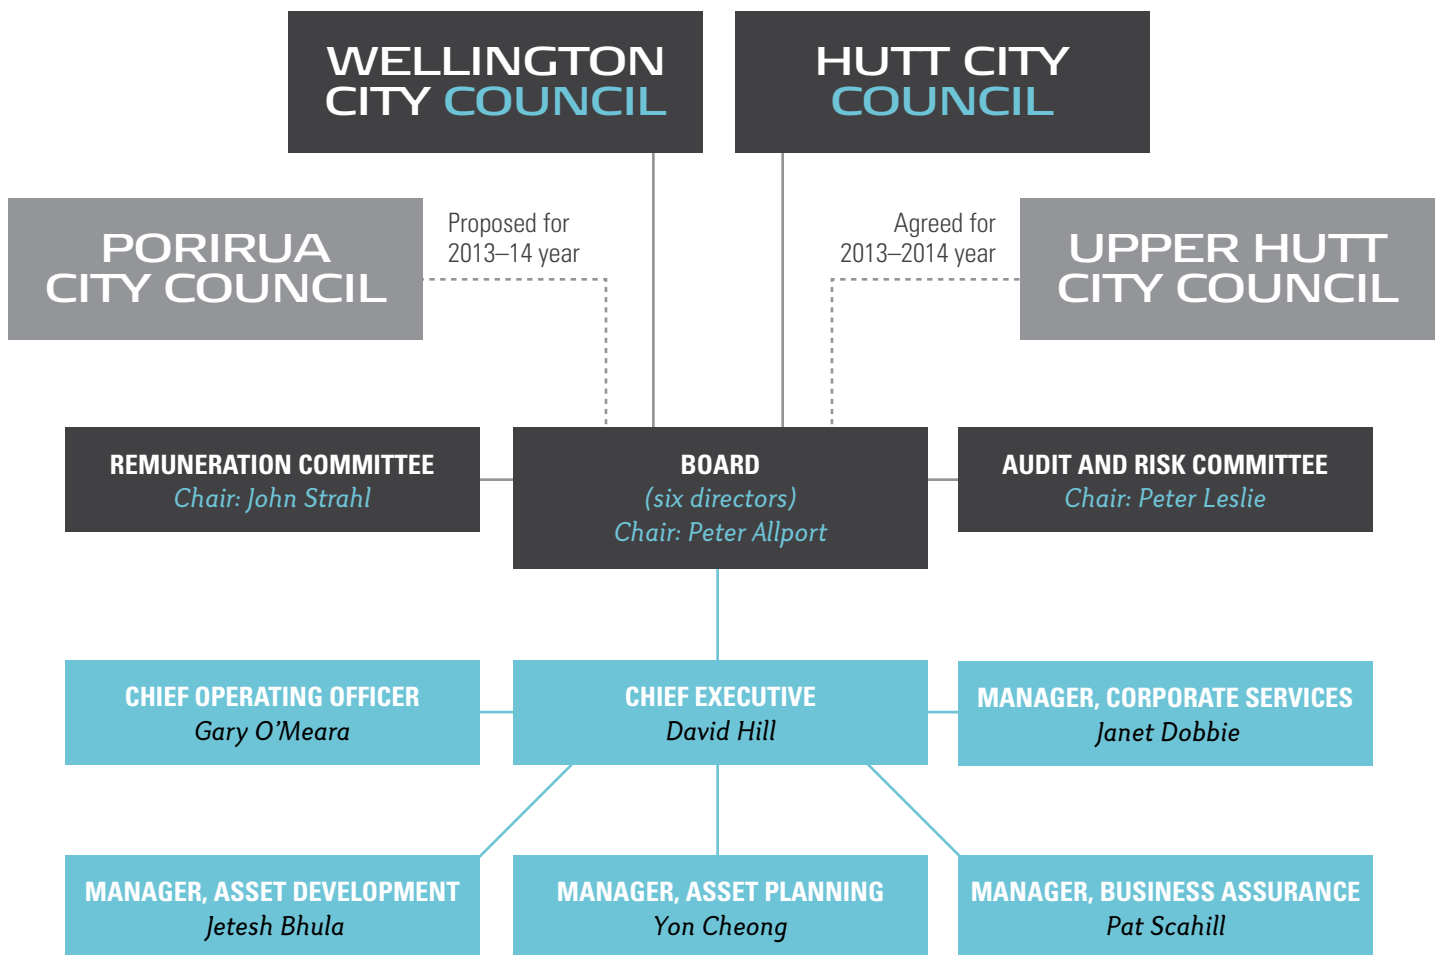 WELLINGTON
CITY COUNCIL
HUTT CITY
COUNCIL
PORIRUA
CITY COUNCIL
Proposed for
2013–14 year
Agreed for
2013–2014 year
UPPER HUTT
CITY COUNCIL
REMUNERATION COMMITTEE
Chair: John Strahl
BOARD
(six directors)
Chair: Peter Allport
AUDIT AND RISK COMMITTEE
Chair: Peter Leslie
CHIEF OPERATING OFFICER
Gary O’Meara
CHIEF EXECUTIVE
David Hill
MANAGER, CORPORATE SERVICES
Janet Dobbie
MANAGER, ASSET DEVELOPMENT
Jetesh Bhula
MANAGER, ASSET PLANNING
Yon Cheong
MANAGER, BUSINESS ASSURANCE
Pat Scahill